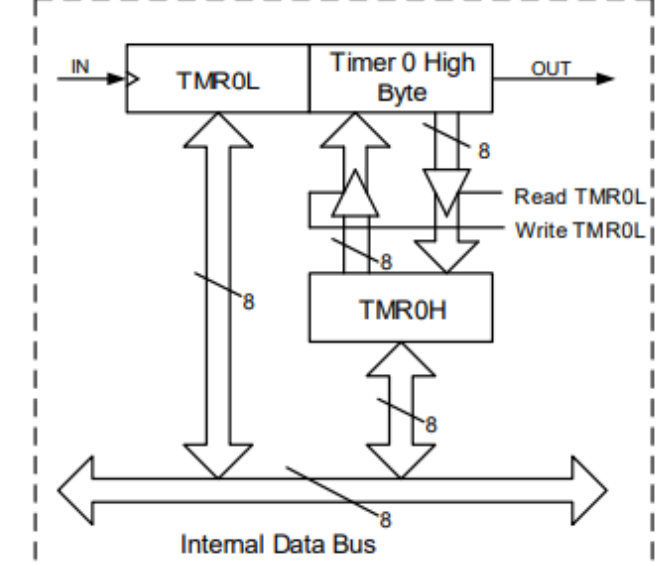 IN
TMR0L
Timer 0 High
Byte
OUT
8
Read TMR0L
Write TMR0L
8
8
TMR0H
8
8
Internal Data Bus